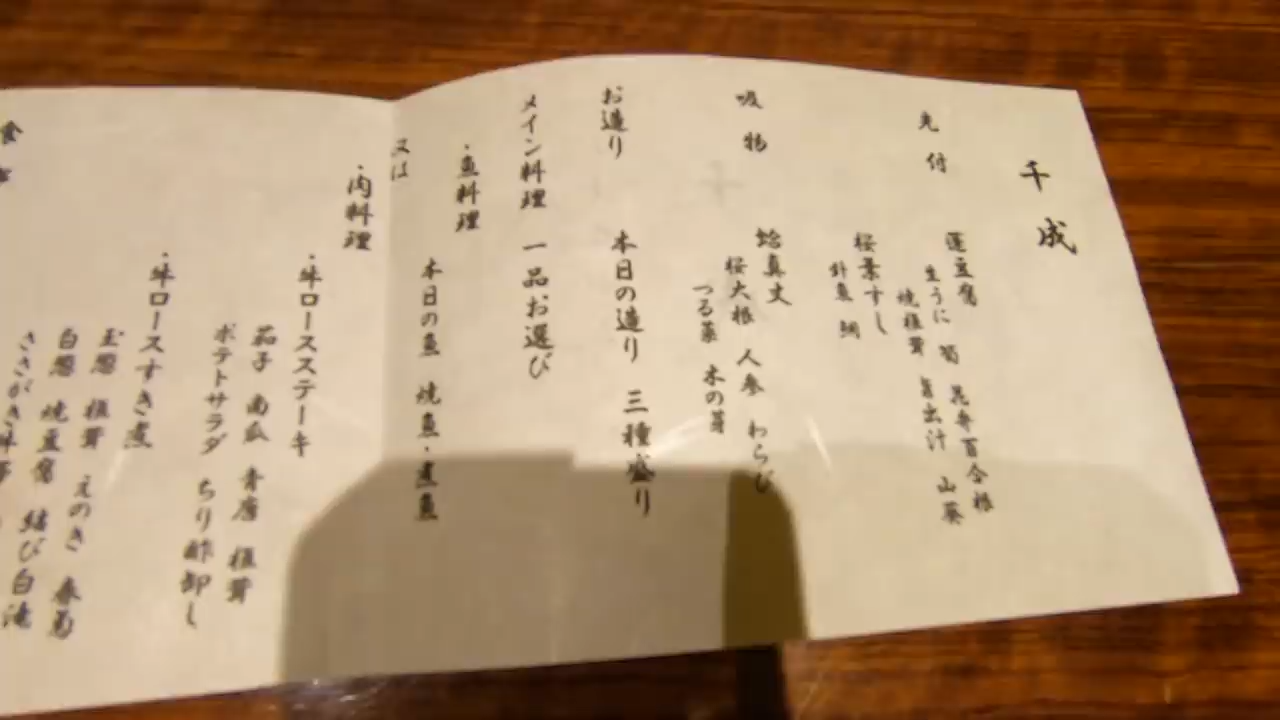 千成
先付
蓮豆腐 筍 花弁百合根
生うに 焼椎茸 旨出汁 山葵
桜葉すし
針魚 鯛
吸物
蛤真丈
桜大根 人参 わらび
つる菜 木の芽
お造り 本日の造り 三種盛り
メイン料理 一品お選び
・魚料理
本日の魚 焼魚・煮魚
又は
・肉料理
・牛ロースステーキ
茄子 南瓜 青唐 椎茸
ポテトサラダ ちり酢卸し
・牛ロースすき煮
玉葱 椎茸 えのき 春菊
白葱 焼豆腐 結び白滝
ささがき牛蒡
食